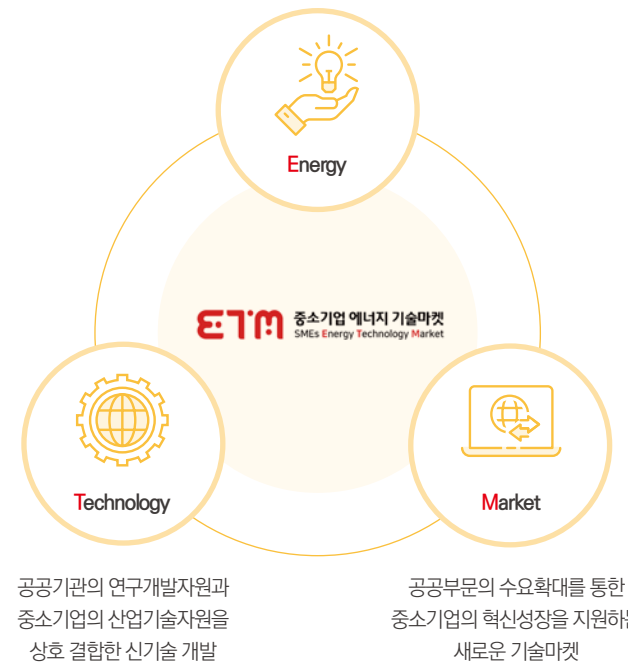 Energy
ETM 중소기업 에너지 기술마켓
SMEs Energy Technology Market
Technology
Market
공공기관의 연구개발자원과
중소기업의 산업기술자원을
상호 결합한 신기술 개발
공공부문의 수요확대를 통한
중소기업의 혁신성장을 지원하는
새로운 기술마켓